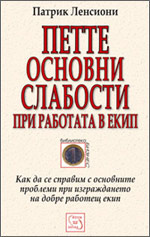 Патрик Ленсиони
ПЕТТЕ
ОСНОВНИ
СЛАБОСТИ
ПРИ РАБОТАТА В ЕКИП
библиотека
Как да се справим с основните
проблеми при изграждането
на добре работещ екип